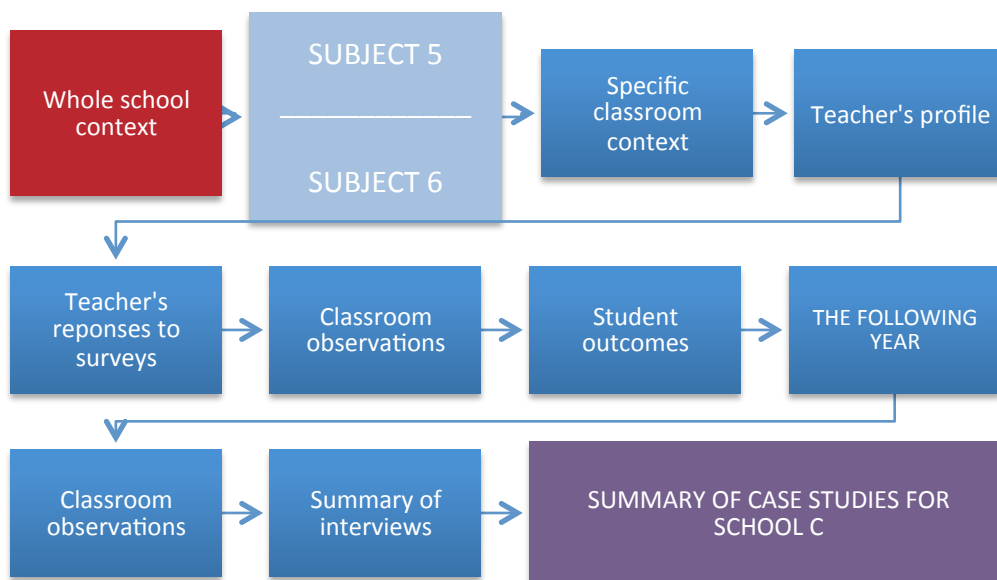 Whole school
context
SUBJECT 5
SUBJECT 6
Specific
classroom
context
Teacher's profile
Teacher's
reponses to
surveys
Classroom
observations
Student
outcomes
THE FOLLOWING
YEAR
Classroom
observations
Summary of
interviews
SUMMARY OF CASE STUDIES FOR
SCHOOL C